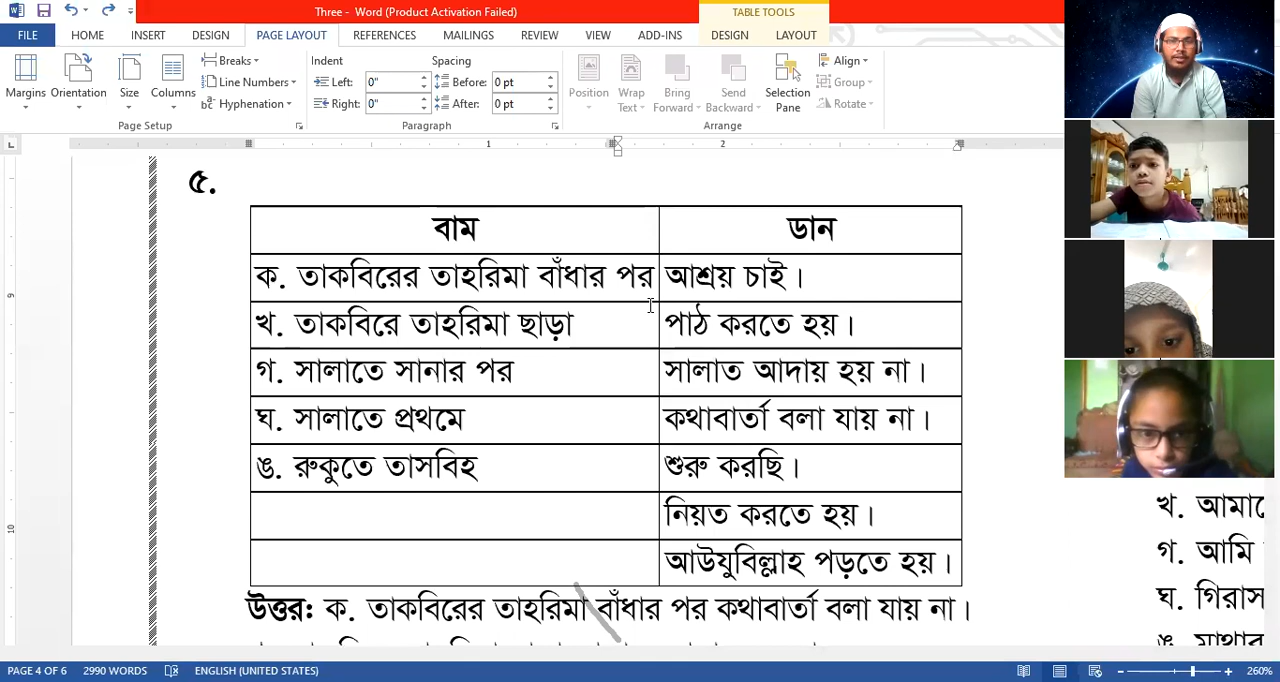 Three - Word (Product Activation Failed)
TABLE TOOLS
FILE HOME INSERT DESIGN PAGE LAYOUT REFERENCES MAILINGS REVIEW VIEW ADD-INS DESIGN LAYOUT
Margins Orientation Size Columns
Breaks
Line Numbers
Hyphenation
Page Setup
Indent Spacing
Left: 0" Before: 0 pt
Right: 0" After: 0 pt
Paragraph
Position Wrap Text Bring Forward Send Backward Selection Pane
Align
Group
Rotate
Arrange
1 2
৫.
বাম ডান
ক. তাকবিরের তাহরিমা বাঁধার পর আশ্রয় চাই।
খ. তাকবিরে তাহরিমা ছাড়া পাঠ করতে হয়।
গ. সালাতে সানার পর সালাত আদায় হয় না।
ঘ. সালাতে প্রথমে কথাবার্তা বলা যায় না।
ঙ. রুকুতে তাসবিহ শুরু করছি।
নিয়ত করতে হয়।
আউযুবিল্লাহ পড়তে হয়।
উত্তর: ক. তাকবিরের তাহরিমা বাঁধার পর কথাবার্তা বলা যায় না।
খ.
গ. আমি
ঘ.
9
10
PAGE 4 OF 6 2990 WORDS ENGLISH (UNITED STATES) 260%